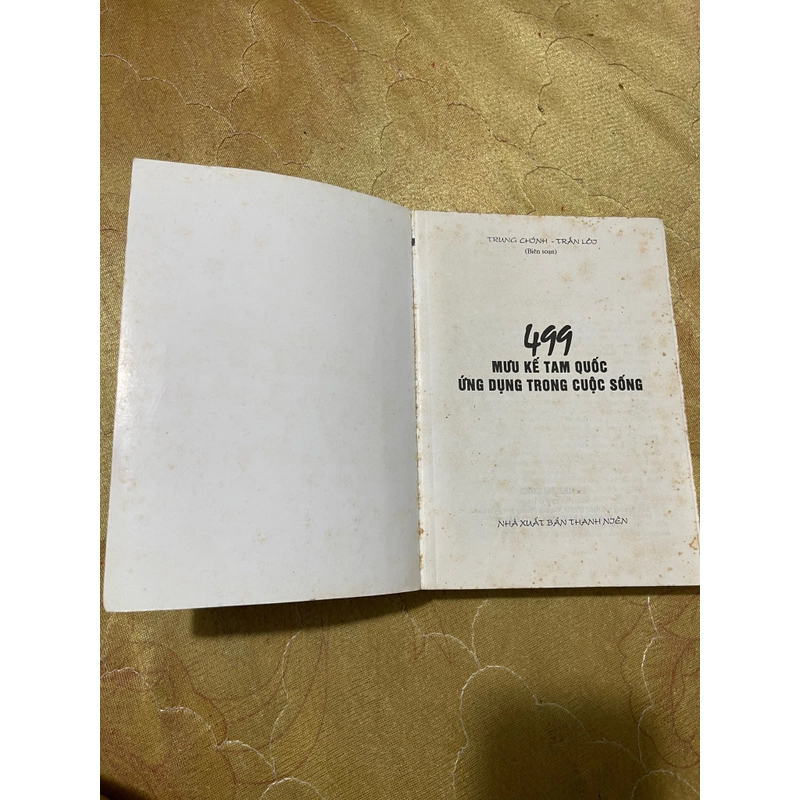 TRUNG CHÍNH - TRẦN LÔI
(Biên soạn)
499
MƯU KẾ TAM QUỐC
ỨNG DỤNG TRONG CUỘC SỐNG
NHÀ XUẤT BẢN THANH NIÊN